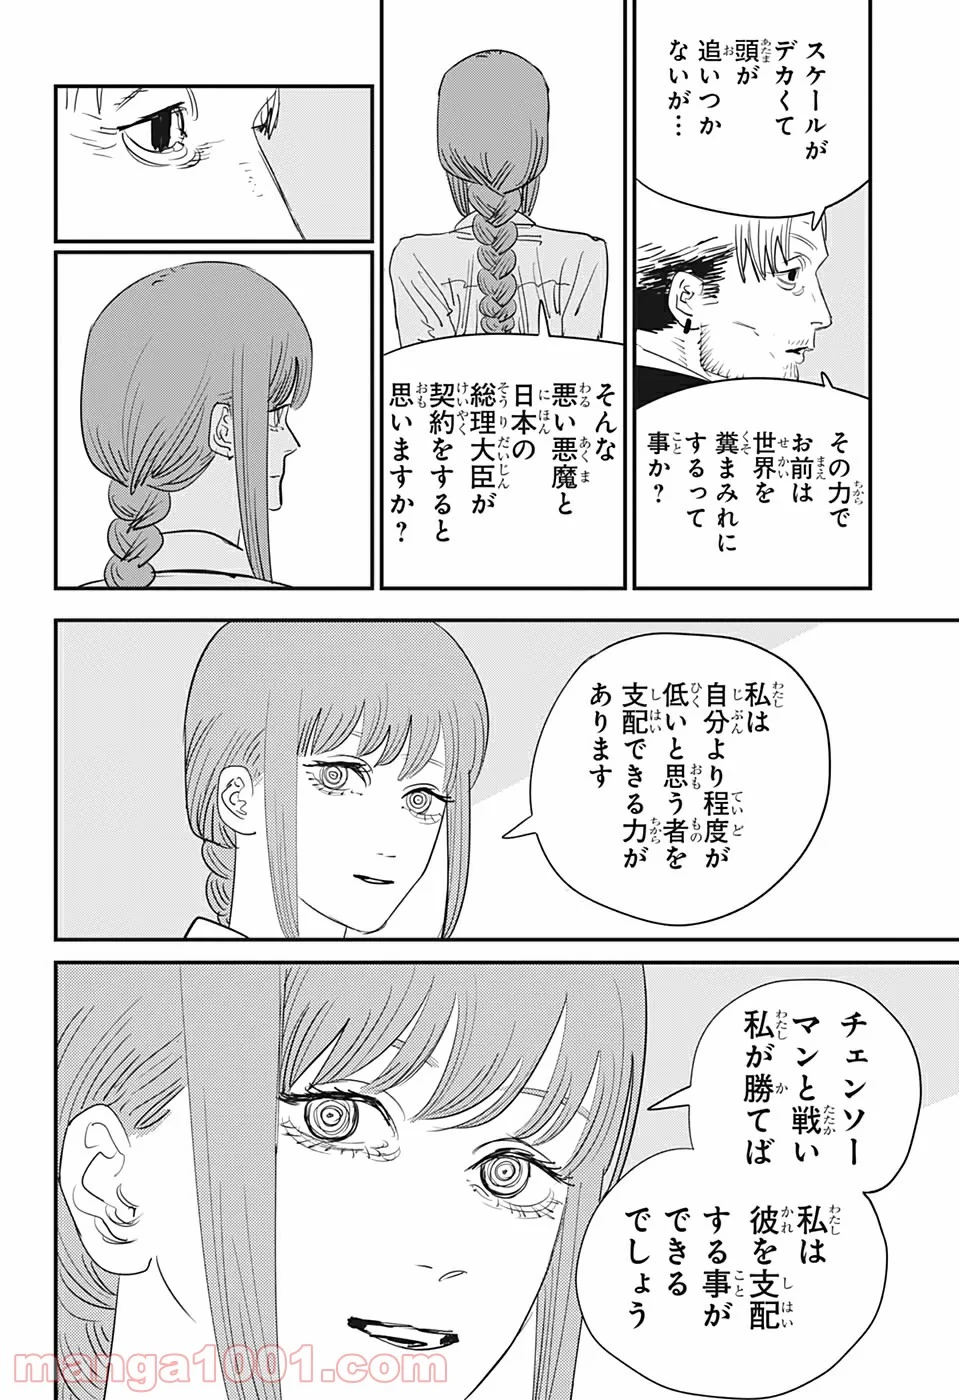 スケールが
デカくて
頭が
追いつか
ないが…
その力で
お前は
世界を
糞まみれに
するって
事か？
そんな
悪い悪魔と
日本の
総理大臣が
契約をすると
思いますか？
私は
自分より程度が
低いと思う者を
支配できる力が
あります
チェンソー
マンと戦い
私が勝てば
私は
彼を支配
する事が
できる
でしょう
manga1001.com